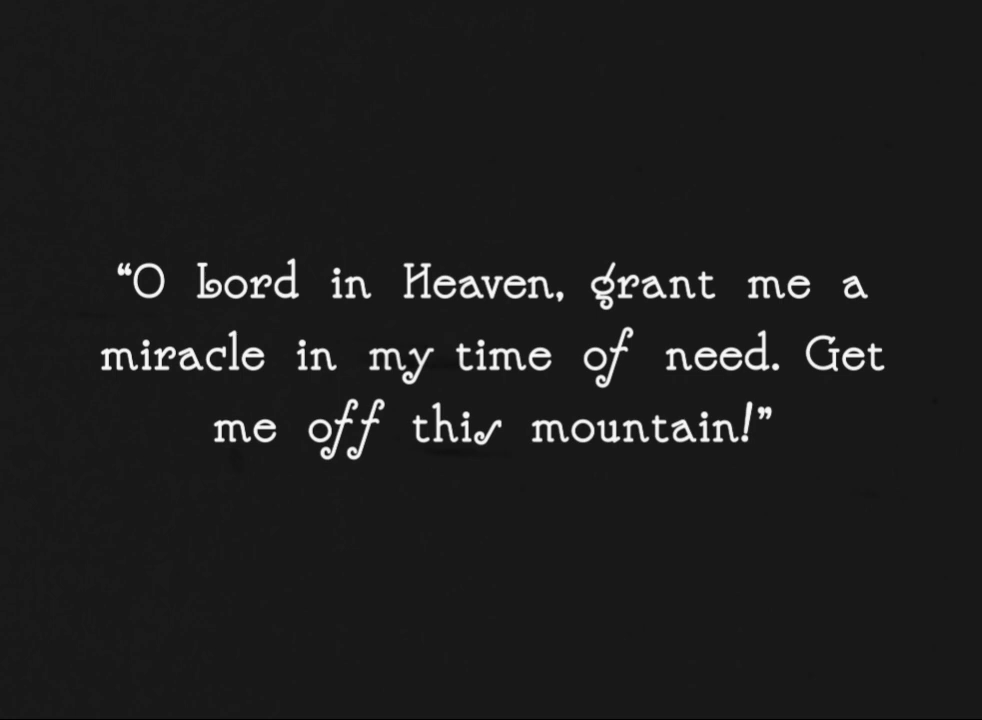 “O Lord in Heaven, grant me a
miracle in my time of need. Get
me off this mountain!”